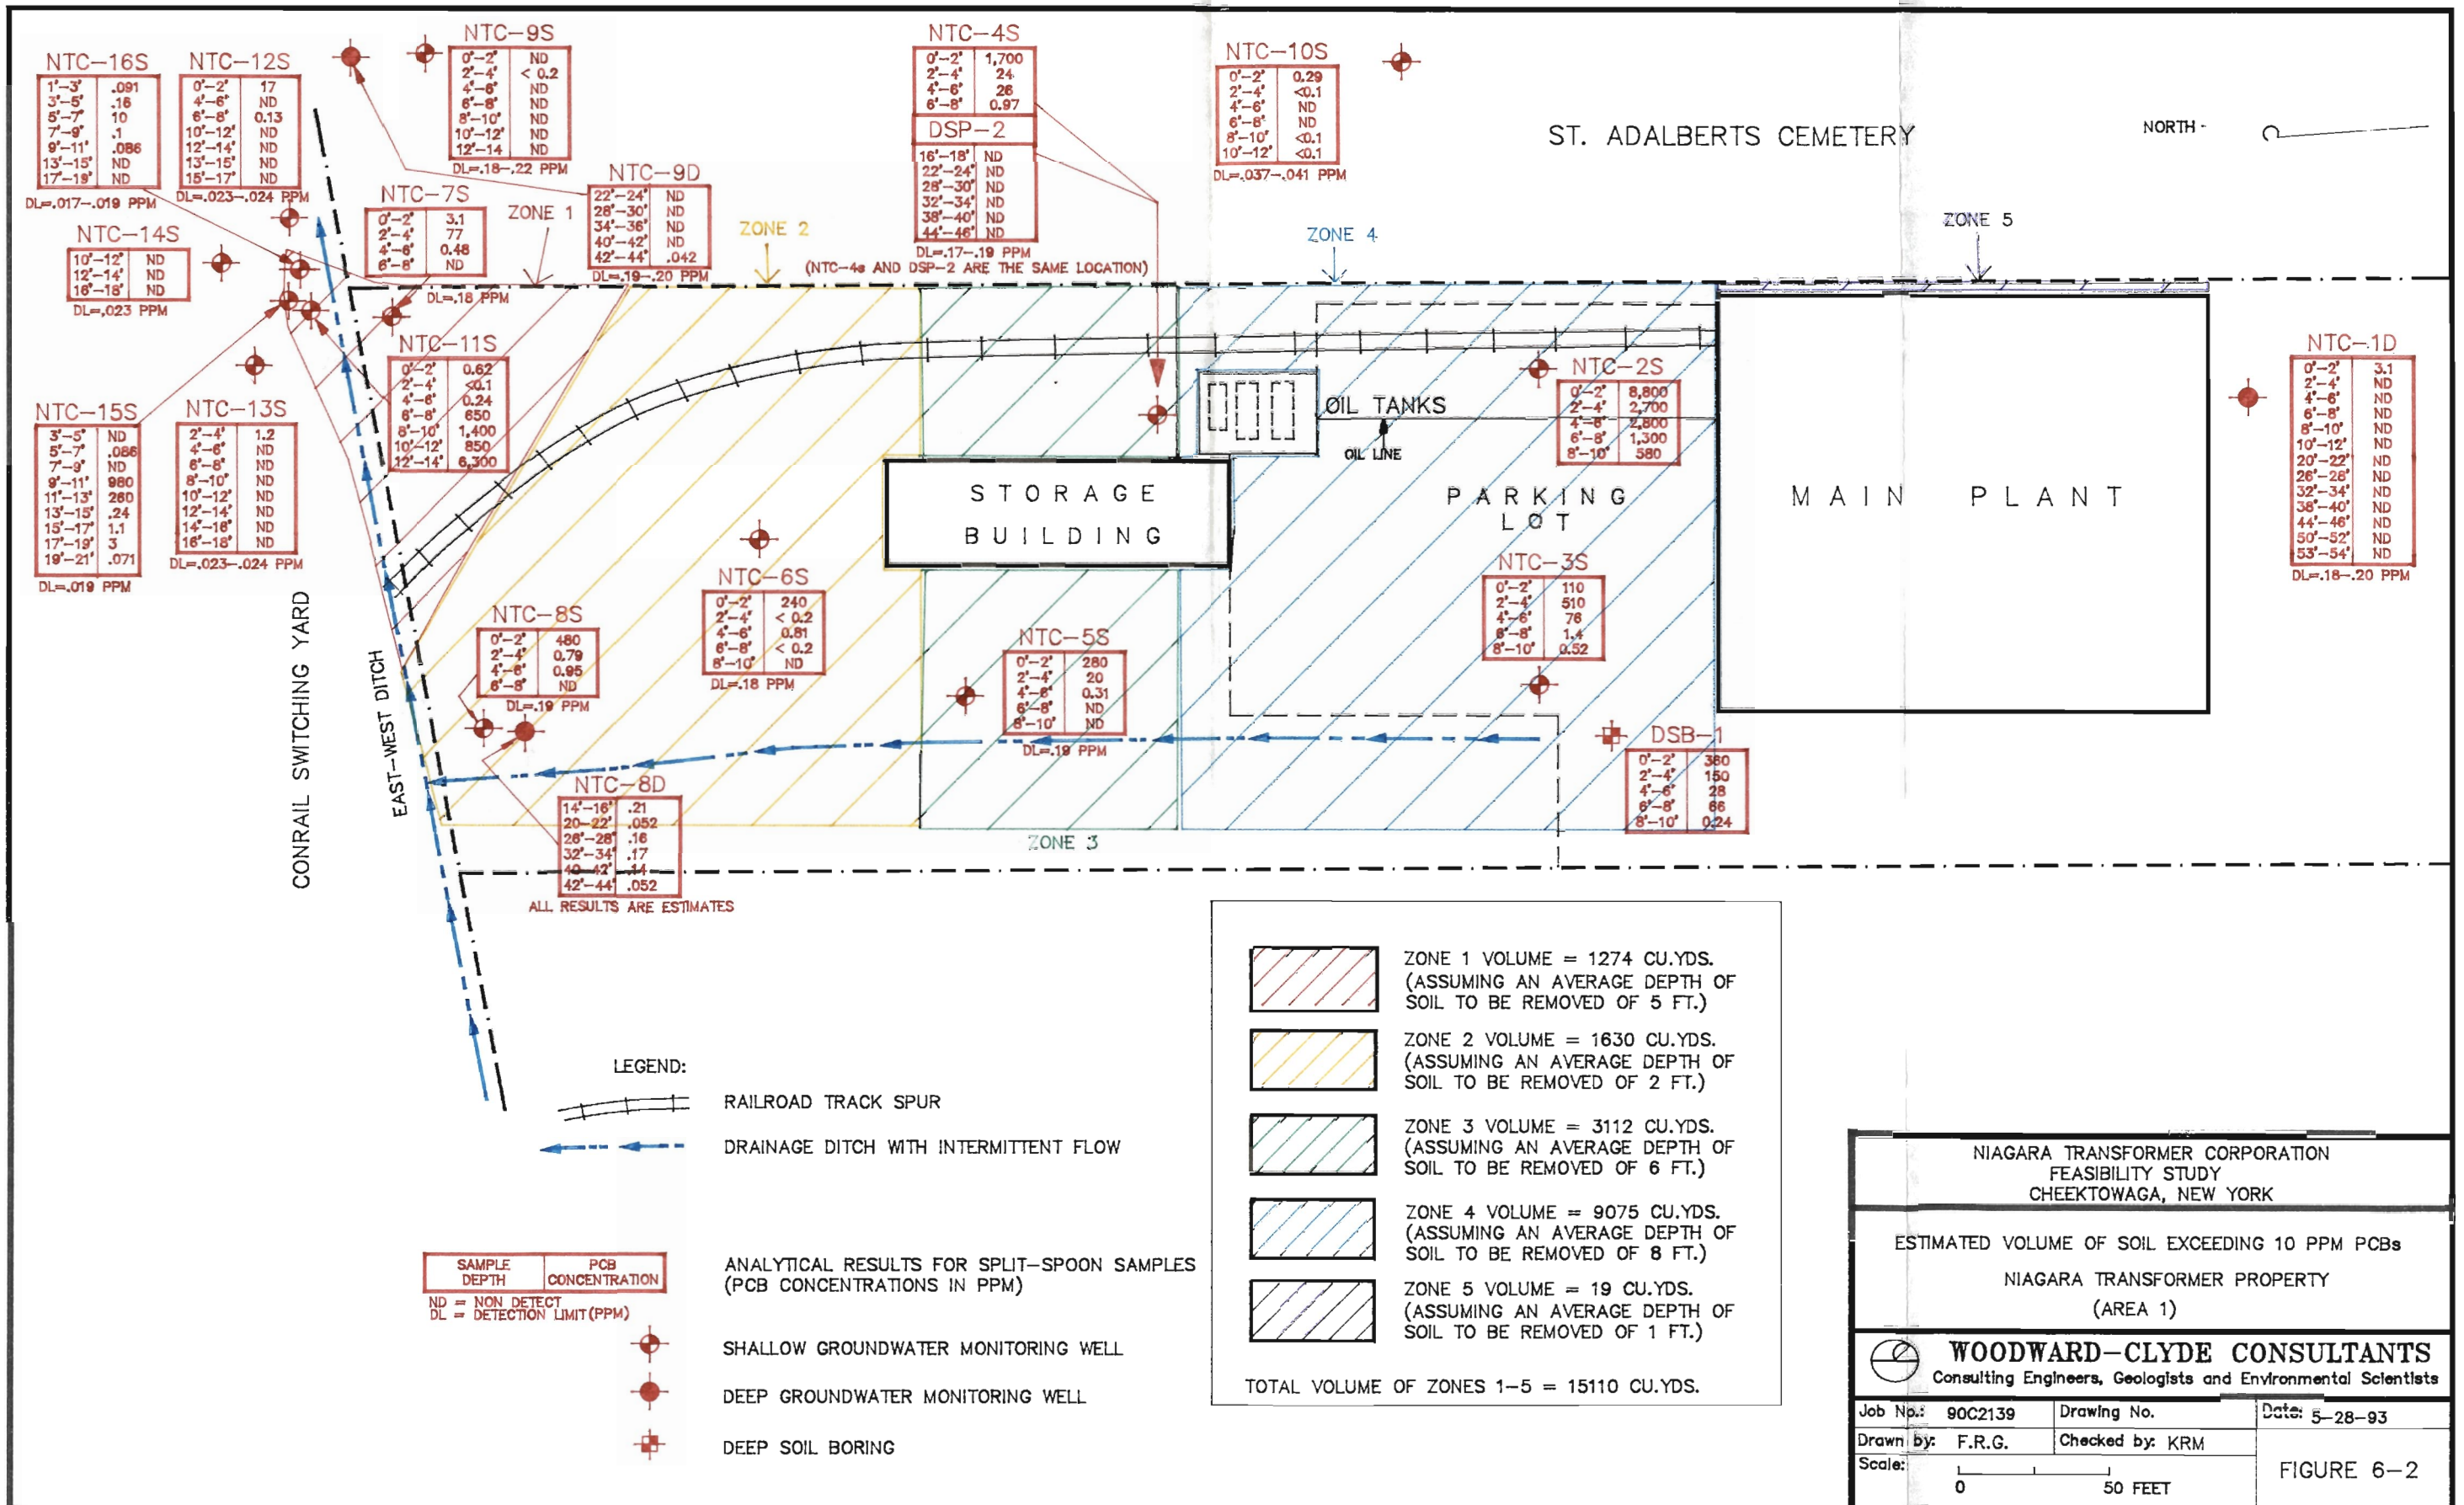 NTC-16S
1'-3' .091
3'-5' .16
5'-7' 10
7'-9' .1
9'-11' .086
13'-15' ND
17'-19' ND
DL=.017-.019 PPM
NTC-12S
0'-2' 17
4'-6' ND
6'-8' 0.13
10'-12' ND
12'-14' ND
13'-15' ND
15'-17' ND
DL=.023-.024 PPM
NTC-9S
0'-2' ND
2'-4' < 0.2
4'-6' ND
6'-8' ND
8'-10' ND
10'-12' ND
12'-14 ND
DL=.18-.22 PPM
NTC-4S
0'-2' 1,700
2'-4' 24
4'-6' 26
6'-8' 0.97
DSP-2
16'-18' ND
22'-24' ND
28'-30' ND
32'-34' ND
38'-40' ND
44'-46' ND
DL=.17-.19 PPM
(NTC-4s AND DSP-2 ARE THE SAME LOCATION)
NTC-10S
0'-2' 0.29
2'-4' <0.1
4'-6' ND
6'-8' ND
8'-10' <0.1
10'-12' <0.1
DL=.037-.041 PPM
ST. ADALBERTS CEMETERY
NORTH -
NTC-14S
10'-12' ND
12'-14' ND
16'-18' ND
DL=.023 PPM
NTC-7S
0'-2' 3.1
2'-4' 77
4'-6' 0.48
6'-8' ND
DL=.18 PPM
ZONE 1
NTC-9D
22'-24' ND
28'-30' ND
34'-36' ND
40'-42' ND
42'-44' .042
DL=.19-.20 PPM
ZONE 2
ZONE 4
ZONE 5
NTC-11S
0'-2' 0.62
2'-4' <0.1
4'-6' 0.24
6'-8' 650
8'-10' 1,400
10'-12' 850
12'-14' 6,300
NTC-15S
3'-5' ND
5'-7' .086
7'-9' ND
9'-11' 980
11'-13' 260
13'-15' .24
15'-17' 1.1
17'-19' 3
19'-21' .071
DL=.019 PPM
NTC-13S
2'-4' 1.2
4'-6' ND
6'-8' ND
8'-10' ND
10'-12' ND
12'-14' ND
14'-16' ND
16'-18' ND
DL=.023-.024 PPM
OIL TANKS
OIL LINE
NTC-2S
0'-2' 8,800
2'-4' 2,700
4'-6' 2,800
6'-8' 1,300
8'-10' 580
NTC-1D
0'-2' 3.1
2'-4' ND
4'-6' ND
6'-8' ND
8'-10' ND
10'-12' ND
20'-22' ND
26'-28' ND
32'-34' ND
38'-40' ND
44'-46' ND
50'-52' ND
53'-54' ND
DL=.18-.20 PPM
STORAGE
BUILDING
PARKING
LOT
MAIN PLANT
NTC-6S
0'-2' 240
2'-4' < 0.2
4'-6' 0.81
6'-8' < 0.2
8'-10' ND
DL=.18 PPM
NTC-3S
0'-2' 110
2'-4' 510
4'-6' 76
6'-8' 1.4
8'-10' 0.52
NTC-8S
0'-2' 480
2'-4' 0.79
4'-6' 0.95
6'-8' ND
DL=.19 PPM
NTC-5S
0'-2' 280
2'-4' 20
4'-6' 0.31
6'-8' ND
8'-10' ND
DL=.19 PPM
CONRAIL SWITCHING YARD
EAST-WEST DITCH
DSB-1
0'-2' 360
2'-4' 150
4'-6' 28
6'-8' 66
8'-10' 0.24
NTC-8D
14'-16' .21
20-22' .052
26'-28' .16
32'-34' .17
40-42' .14
42'-44' .052
ALL RESULTS ARE ESTIMATES
ZONE 3
LEGEND:
RAILROAD TRACK SPUR
DRAINAGE DITCH WITH INTERMITTENT FLOW
SAMPLE DEPTH PCB CONCENTRATION
ND = NON DETECT
DL = DETECTION LIMIT(PPM)
ANALYTICAL RESULTS FOR SPLIT-SPOON SAMPLES
(PCB CONCENTRATIONS IN PPM)
SHALLOW GROUNDWATER MONITORING WELL
DEEP GROUNDWATER MONITORING WELL
DEEP SOIL BORING
ZONE 1 VOLUME = 1274 CU.YDS.
(ASSUMING AN AVERAGE DEPTH OF
SOIL TO BE REMOVED OF 5 FT.)
ZONE 2 VOLUME = 1630 CU.YDS.
(ASSUMING AN AVERAGE DEPTH OF
SOIL TO BE REMOVED OF 2 FT.)
ZONE 3 VOLUME = 3112 CU.YDS.
(ASSUMING AN AVERAGE DEPTH OF
SOIL TO BE REMOVED OF 6 FT.)
ZONE 4 VOLUME = 9075 CU.YDS.
(ASSUMING AN AVERAGE DEPTH OF
SOIL TO BE REMOVED OF 8 FT.)
ZONE 5 VOLUME = 19 CU.YDS.
(ASSUMING AN AVERAGE DEPTH OF
SOIL TO BE REMOVED OF 1 FT.)
TOTAL VOLUME OF ZONES 1-5 = 15110 CU.YDS.
NIAGARA TRANSFORMER CORPORATION
FEASIBILITY STUDY
CHEEKTOWAGA, NEW YORK
ESTIMATED VOLUME OF SOIL EXCEEDING 10 PPM PCBs
NIAGARA TRANSFORMER PROPERTY
(AREA 1)
WOODWARD-CLYDE CONSULTANTS
Consulting Engineers, Geologists and Environmental Scientists
Job No.: 90C2139 Drawing No. Date: 5-28-93
Drawn by: F.R.G. Checked by: KRM
Scale:
0 50 FEET
FIGURE 6-2